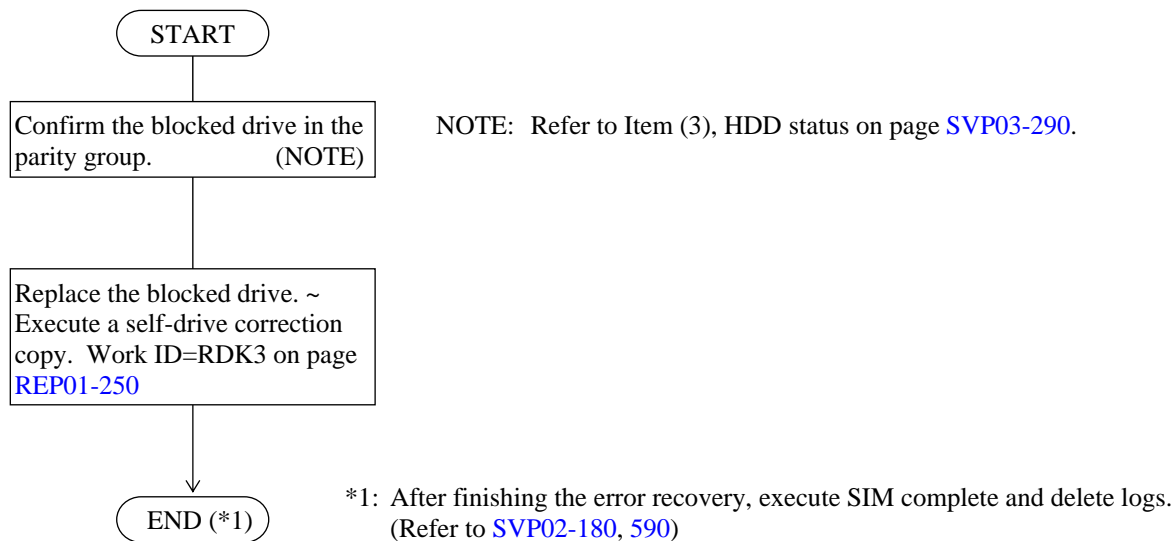 START
Confirm the blocked drive in the
parity group. (NOTE)
NOTE: Refer to Item (3), HDD status on page SVP03-290.
Replace the blocked drive. ~
Execute a self-drive correction
copy. Work ID=RDK3 on page
REP01-250
END (*1)
*1: After finishing the error recovery, execute SIM complete and delete logs.
(Refer to SVP02-180, 590)